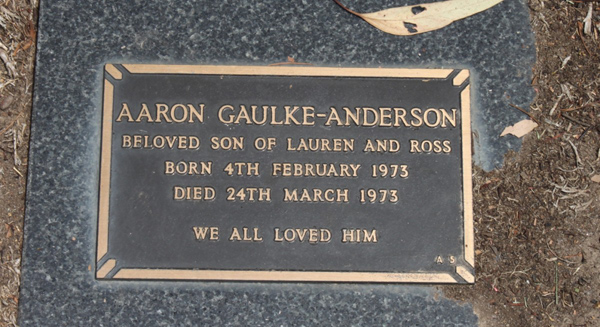 AARON GAULKE-ANDERSON
BELOVED SON OF LAUREN AND ROSS
BORN 4TH FEBRUARY 1973
DIED 24TH MARCH 1973
WE ALL LOVED HIM
A S